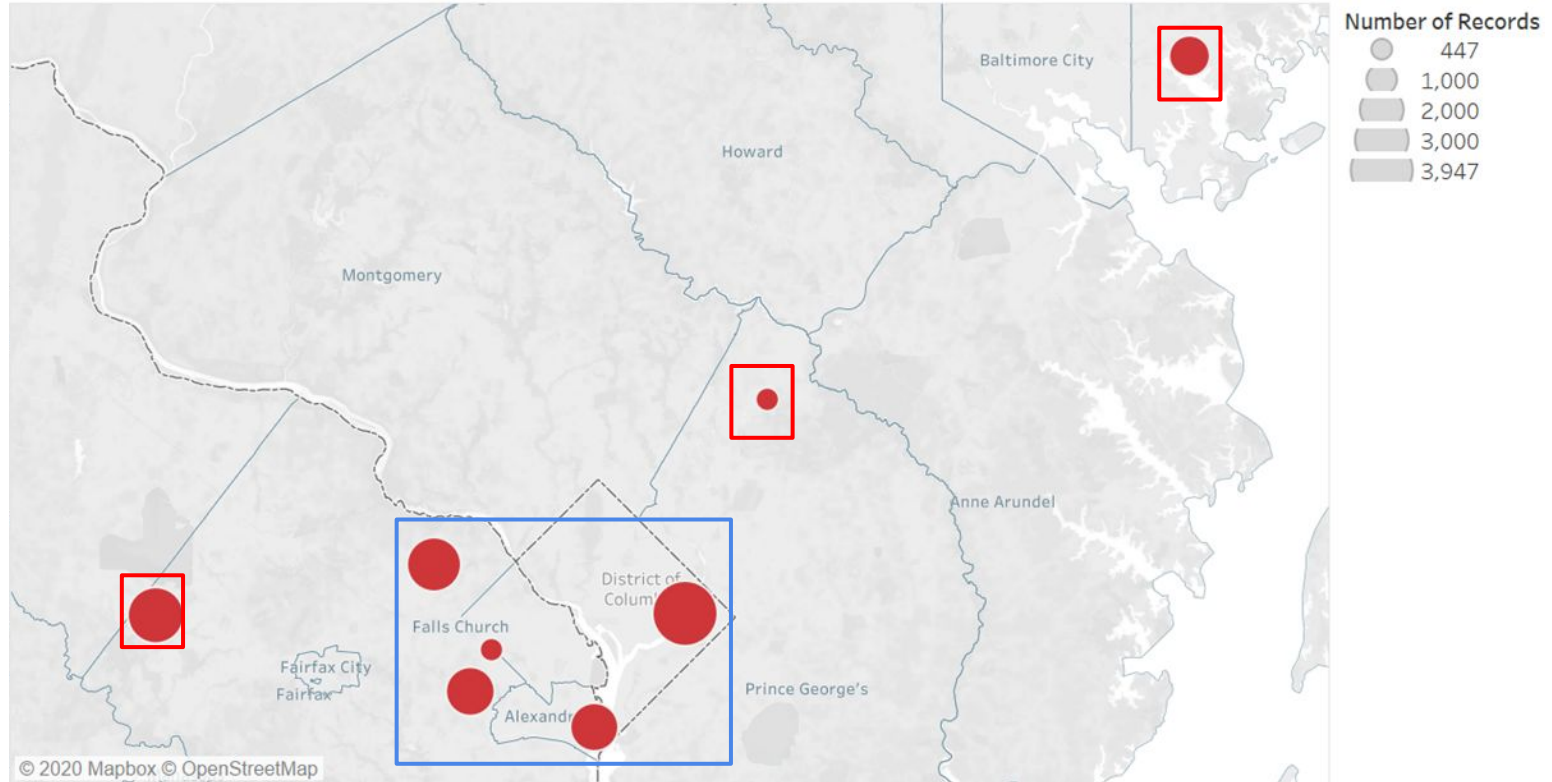 Number of Records
447
1,000
2,000
3,000
3,947
Baltimore City
Howard
Montgomery
Anne Arundel
District of
Colum
Falls Church
Fairfax City
Fairfax
Prince George's
Alexandr
© 2020 Mapbox © OpenStreetMap